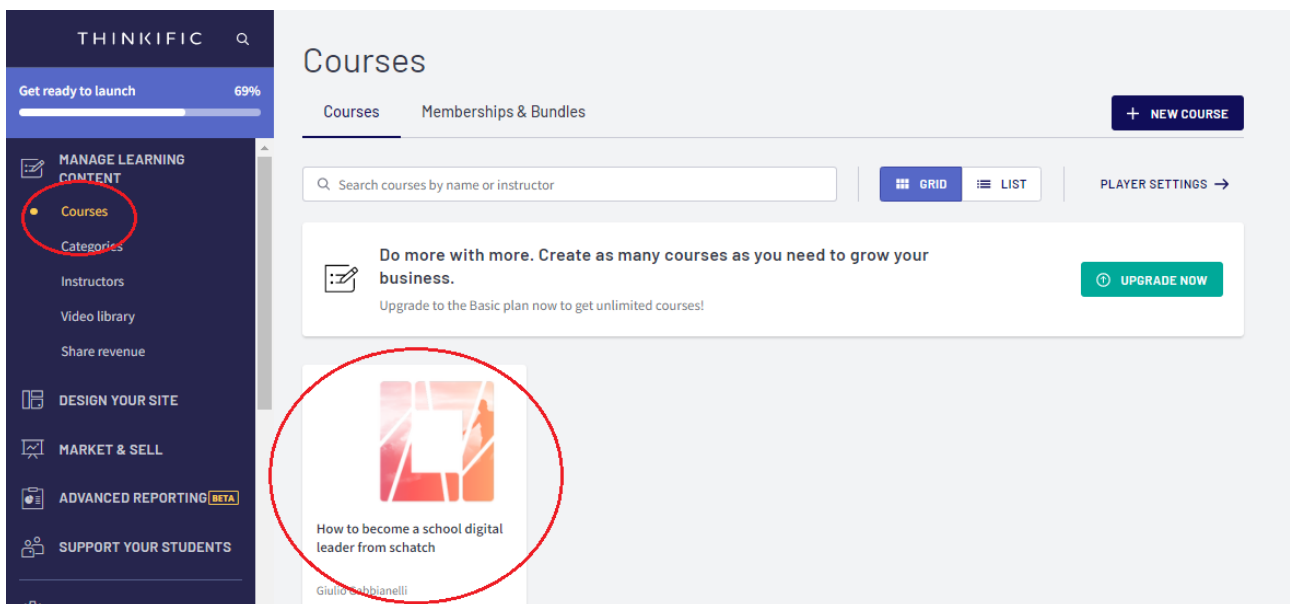 THINKIFIC
Get ready to launch 69%
MANAGE LEARNING
CONTENT
Courses
Categories
Instructors
Video library
Share revenue
DESIGN YOUR SITE
MARKET & SELL
ADVANCED REPORTING BETA
SUPPORT YOUR STUDENTS
Courses
Courses Memberships & Bundles
+ NEW COURSE
Search courses by name or instructor
GRID LIST
PLAYER SETTINGS →
Do more with more. Create as many courses as you need to grow your
business.
Upgrade to the Basic plan now to get unlimited courses!
UPGRADE NOW
How to become a school digital
leader from schatch
Giulio Gabbianelli